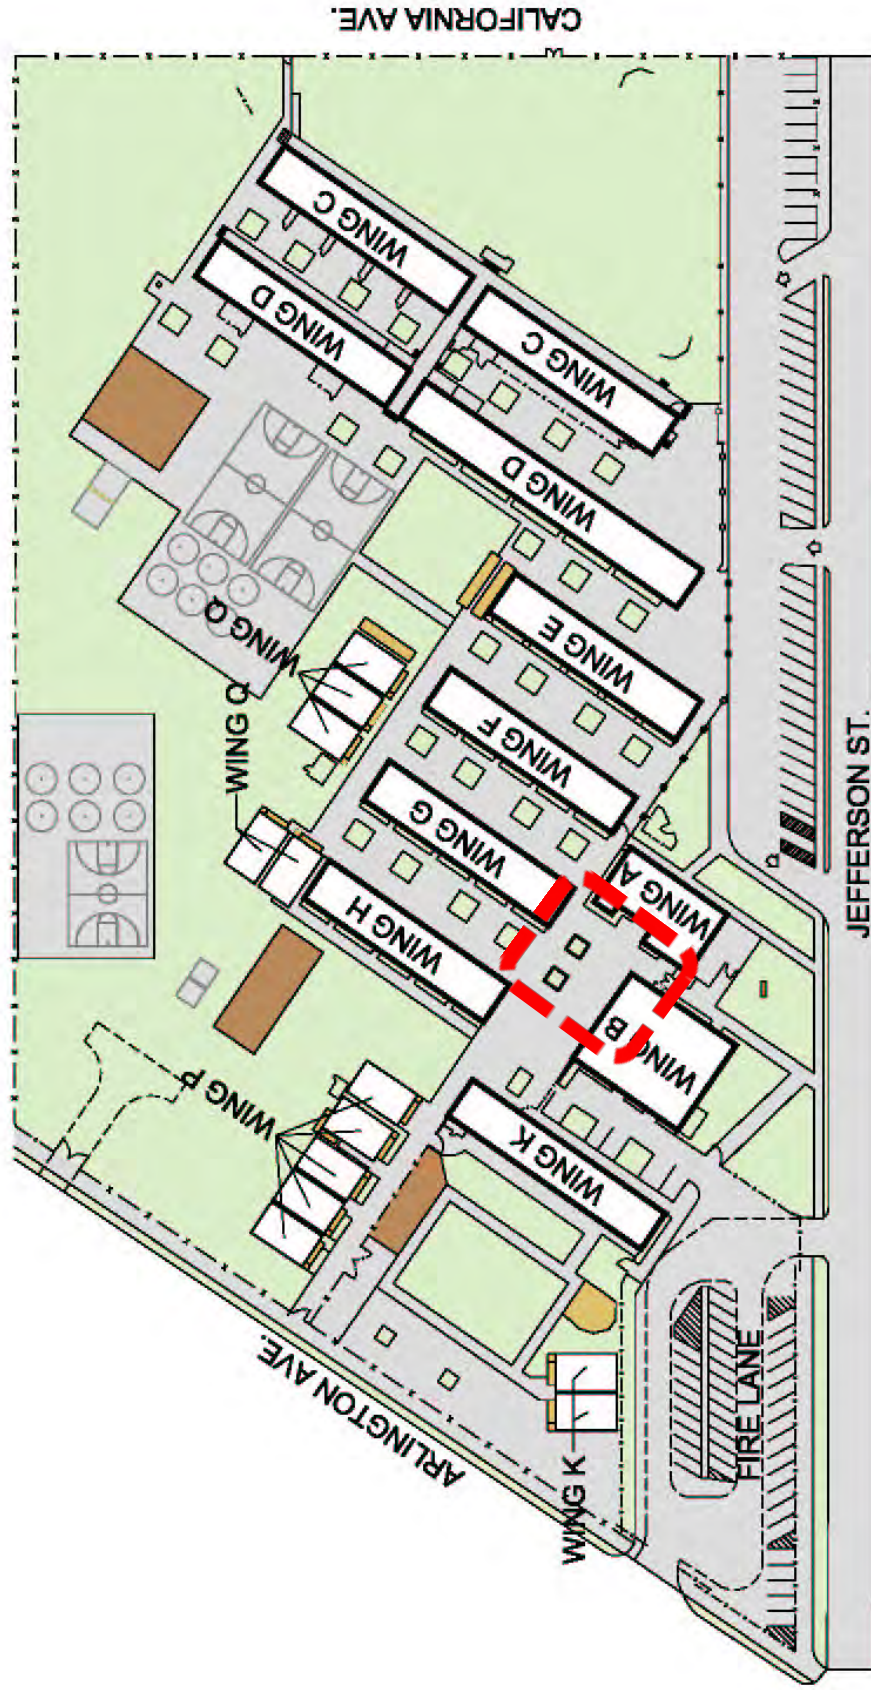 CALIFORNIA AVE.
WING C
WING D
WING C
WING D
WING E
WING Q
WING F
WING Q
WING G
WING A
WING H
WING B
WING P
WING K
JEFFERSON ST.
ARLINGTON AVE.
FIRE LANE
WING K